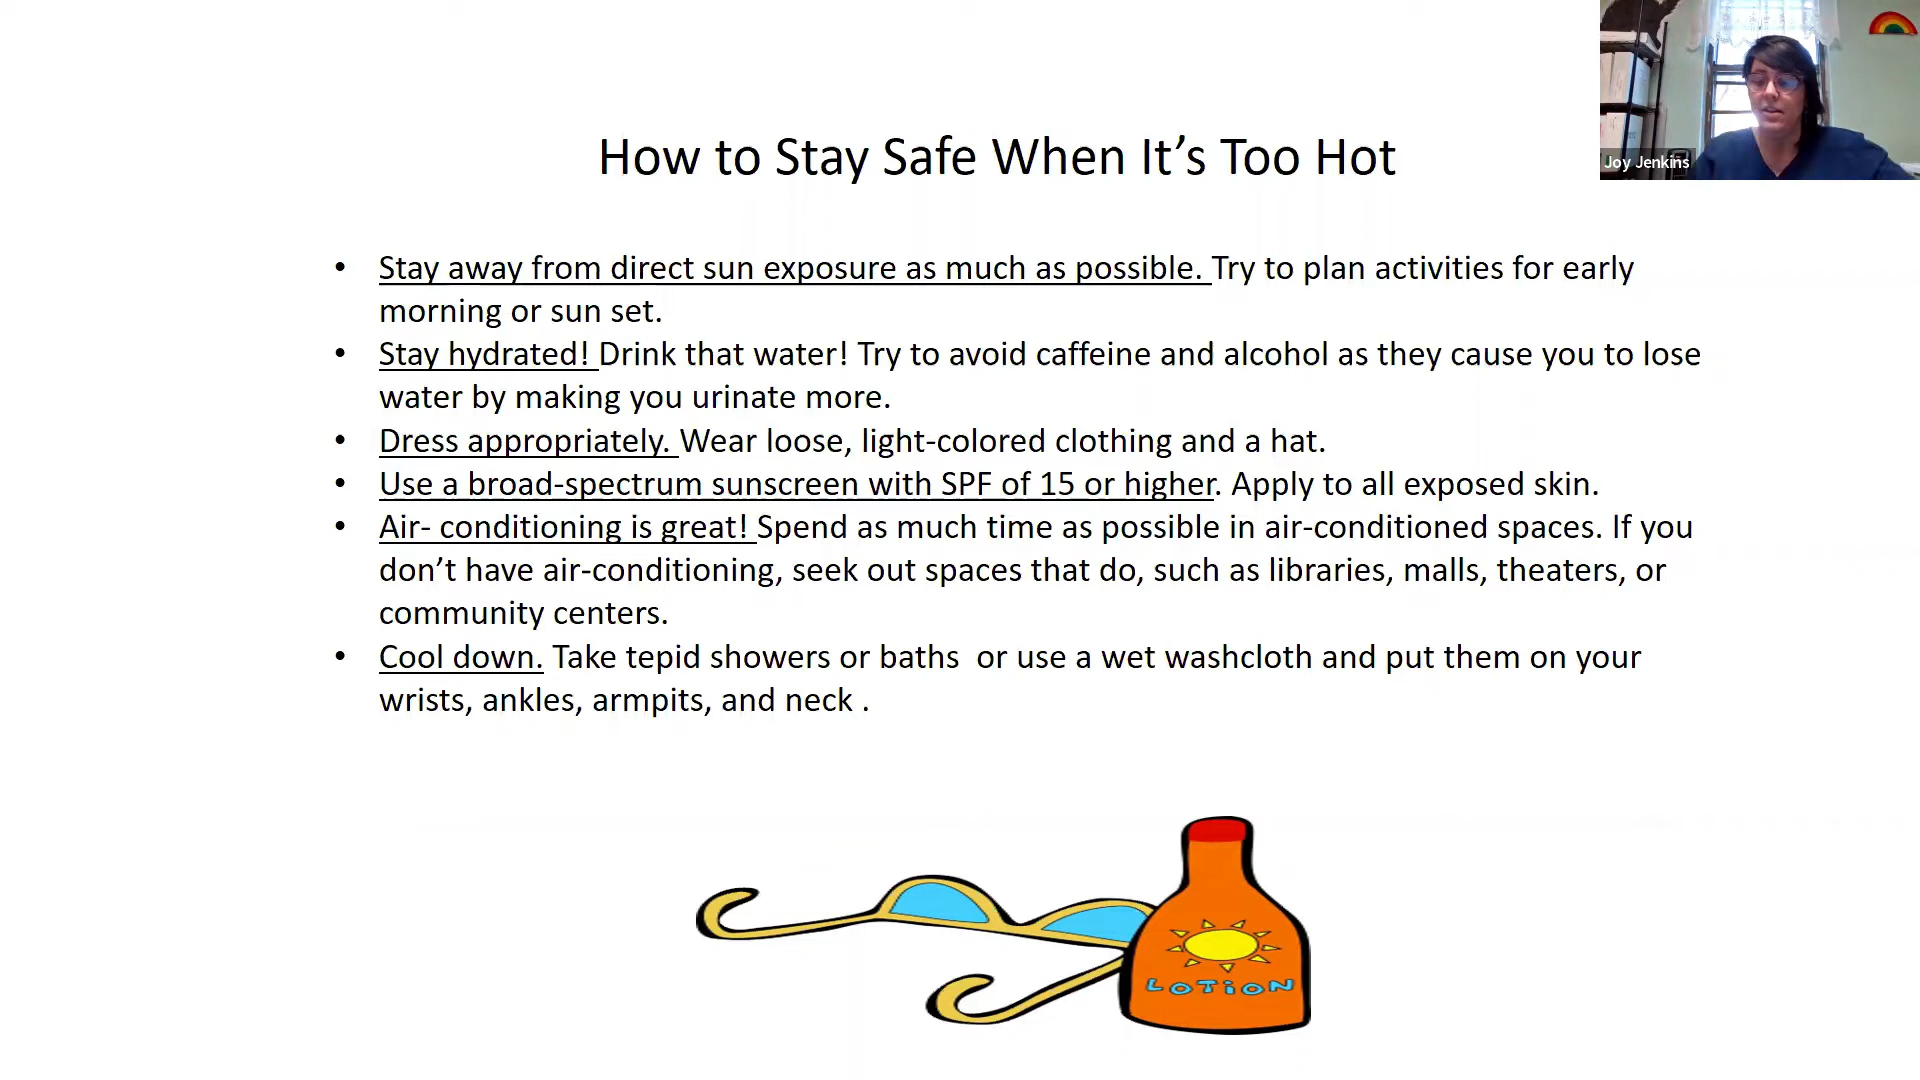 Joy Jenkins
How to Stay Safe When It’s Too Hot
• Stay away from direct sun exposure as much as possible. Try to plan activities for early
morning or sun set.
• Stay hydrated! Drink that water! Try to avoid caffeine and alcohol as they cause you to lose
water by making you urinate more.
• Dress appropriately. Wear loose, light-colored clothing and a hat.
• Use a broad-spectrum sunscreen with SPF of 15 or higher. Apply to all exposed skin.
• Air- conditioning is great! Spend as much time as possible in air-conditioned spaces. If you
don’t have air-conditioning, seek out spaces that do, such as libraries, malls, theaters, or
community centers.
• Cool down. Take tepid showers or baths  or use a wet washcloth and put them on your
wrists, ankles, armpits, and neck .
LOTiON